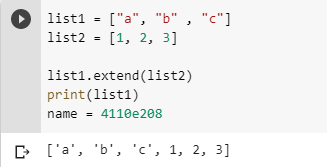 list1 = ["a", "b" , "c"]
list2 = [1, 2, 3]
list1.extend(list2)
print(list1)
name = 4110e208
['a', 'b', 'c', 1, 2, 3]